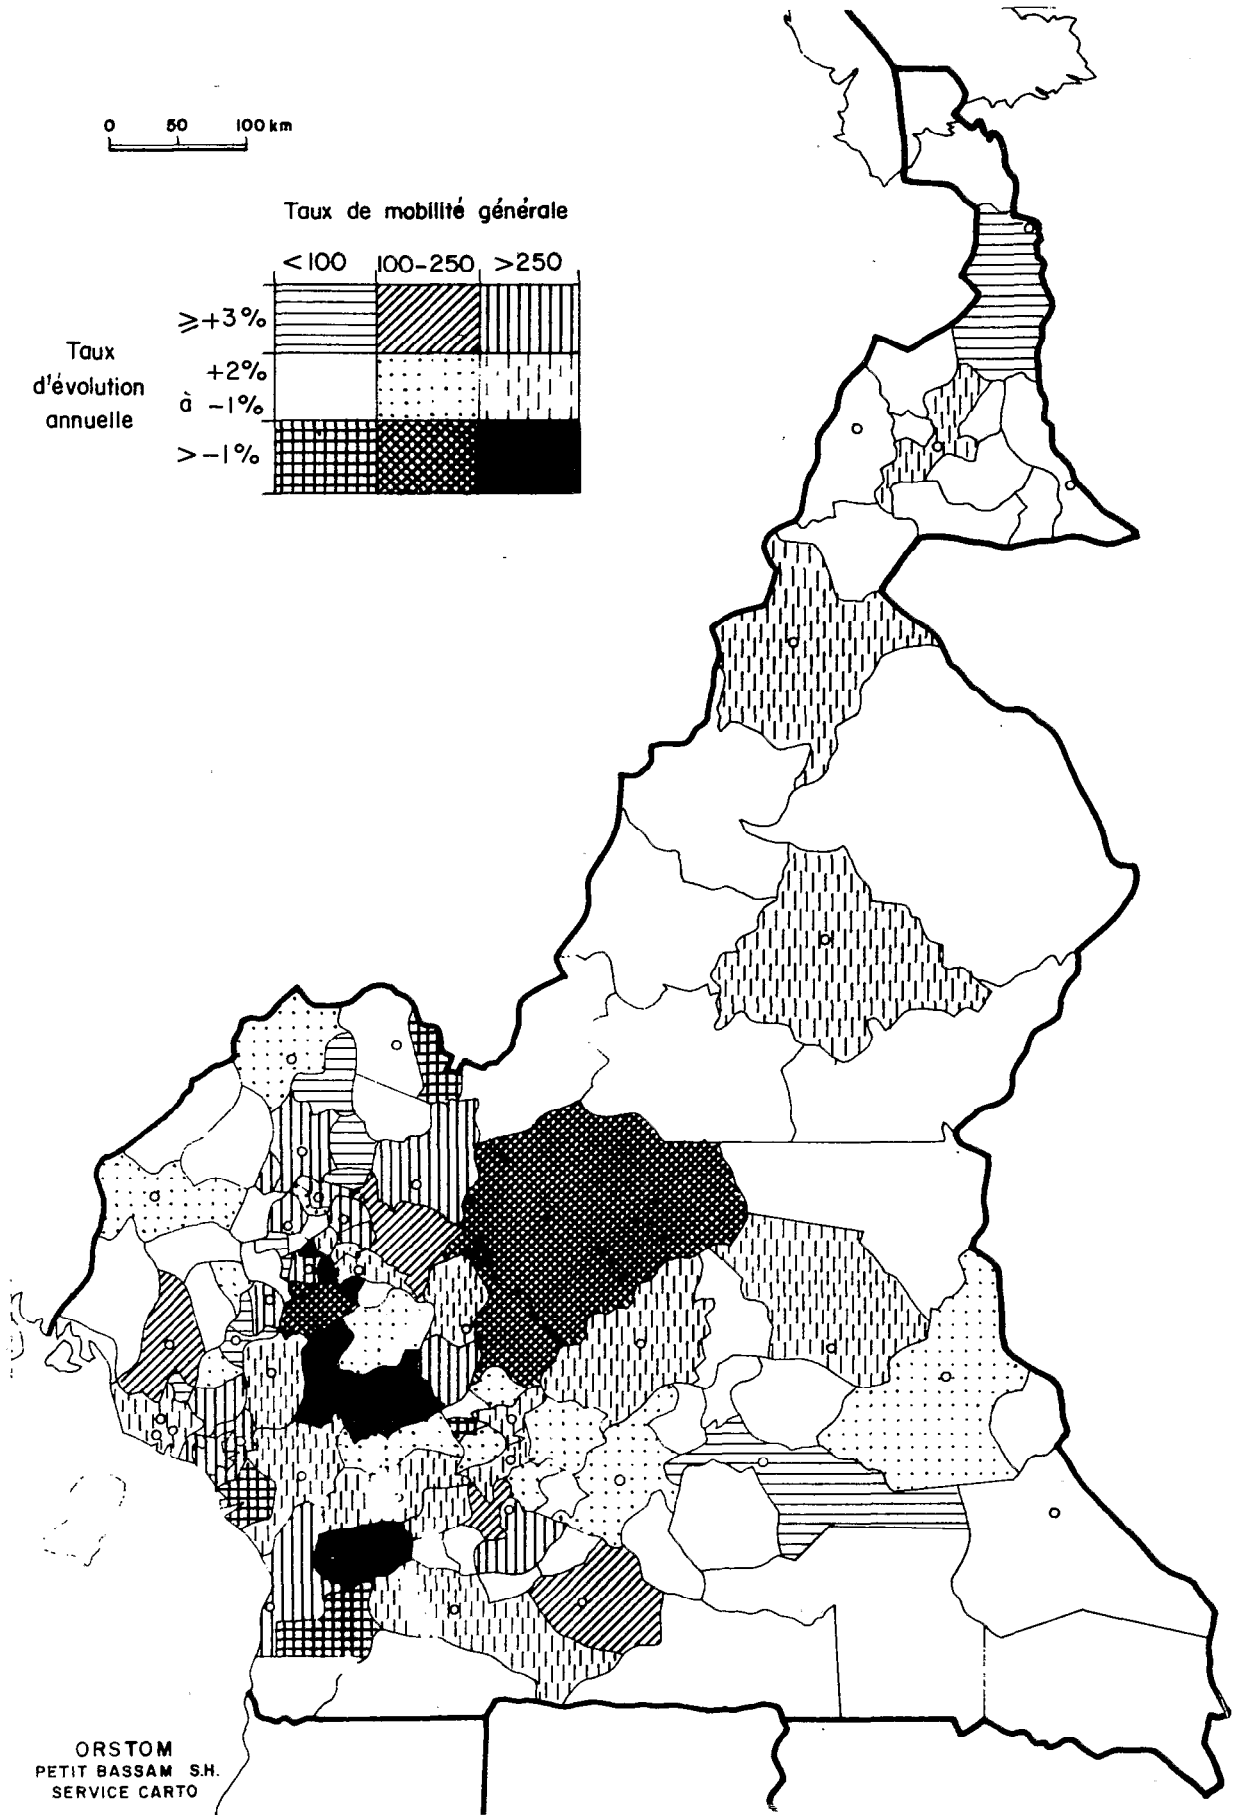 0 50 100 km
Taux de mobilité générale
<100 100-250 >250
≥+3%
Taux
d'évolution
annuelle
+2%
à -1%
>-1%
ORSTOM
PETIT BASSAM S.H.
SERVICE CARTO